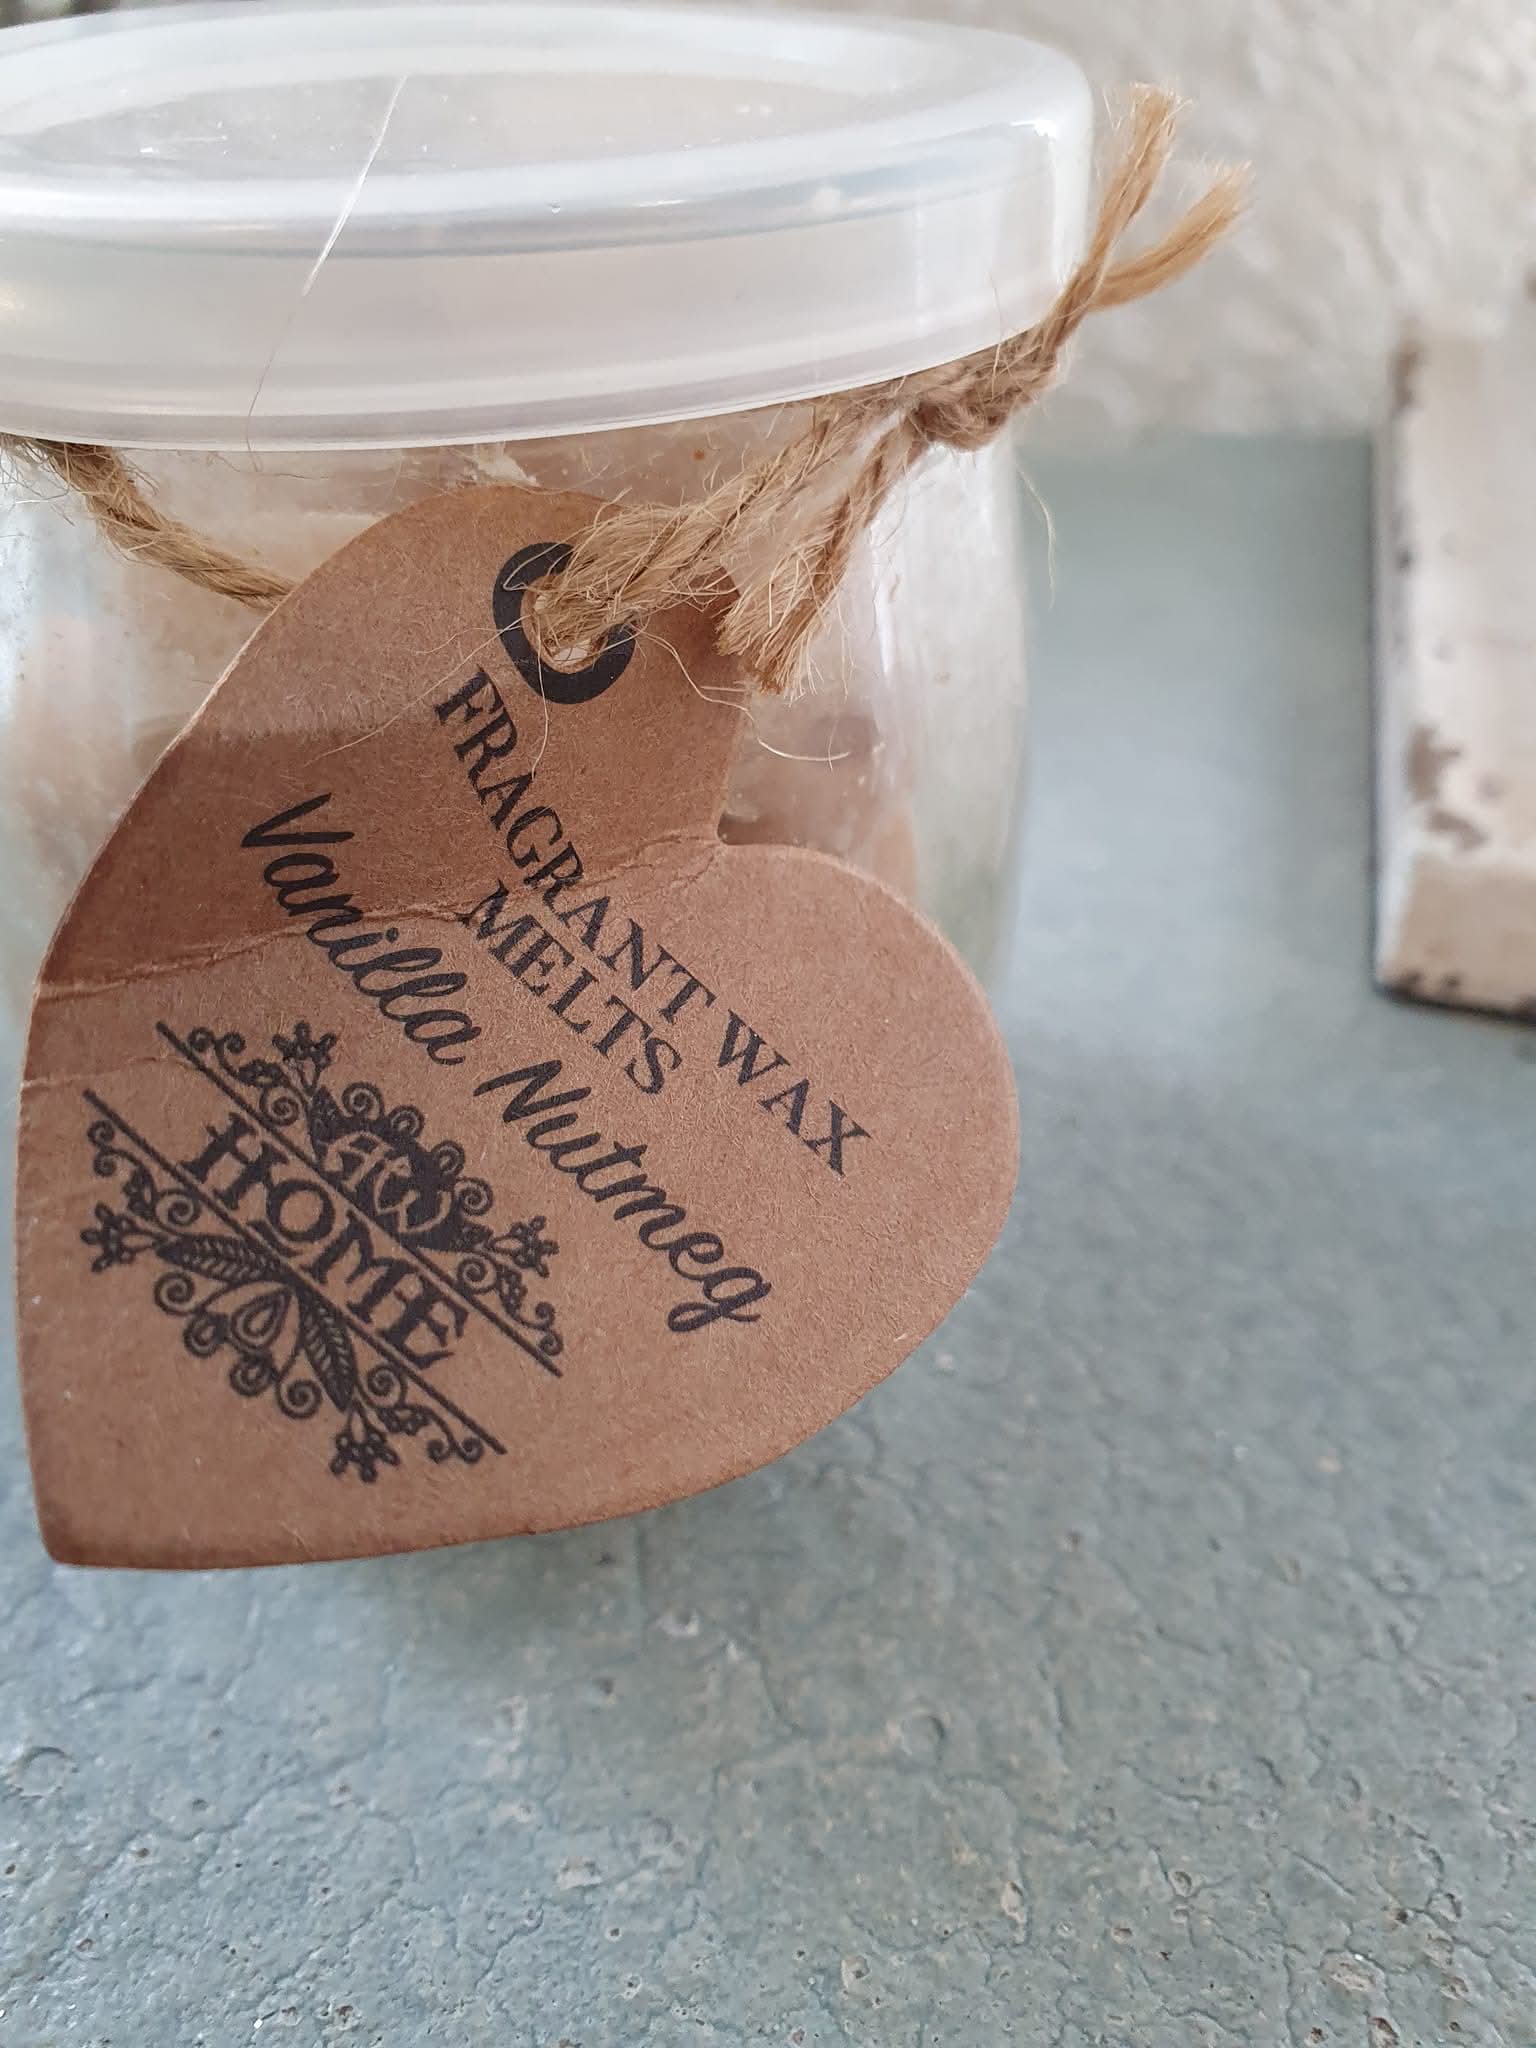 FRAGRANT WAX
MELTS
Vanilla Nutmeg
HOME